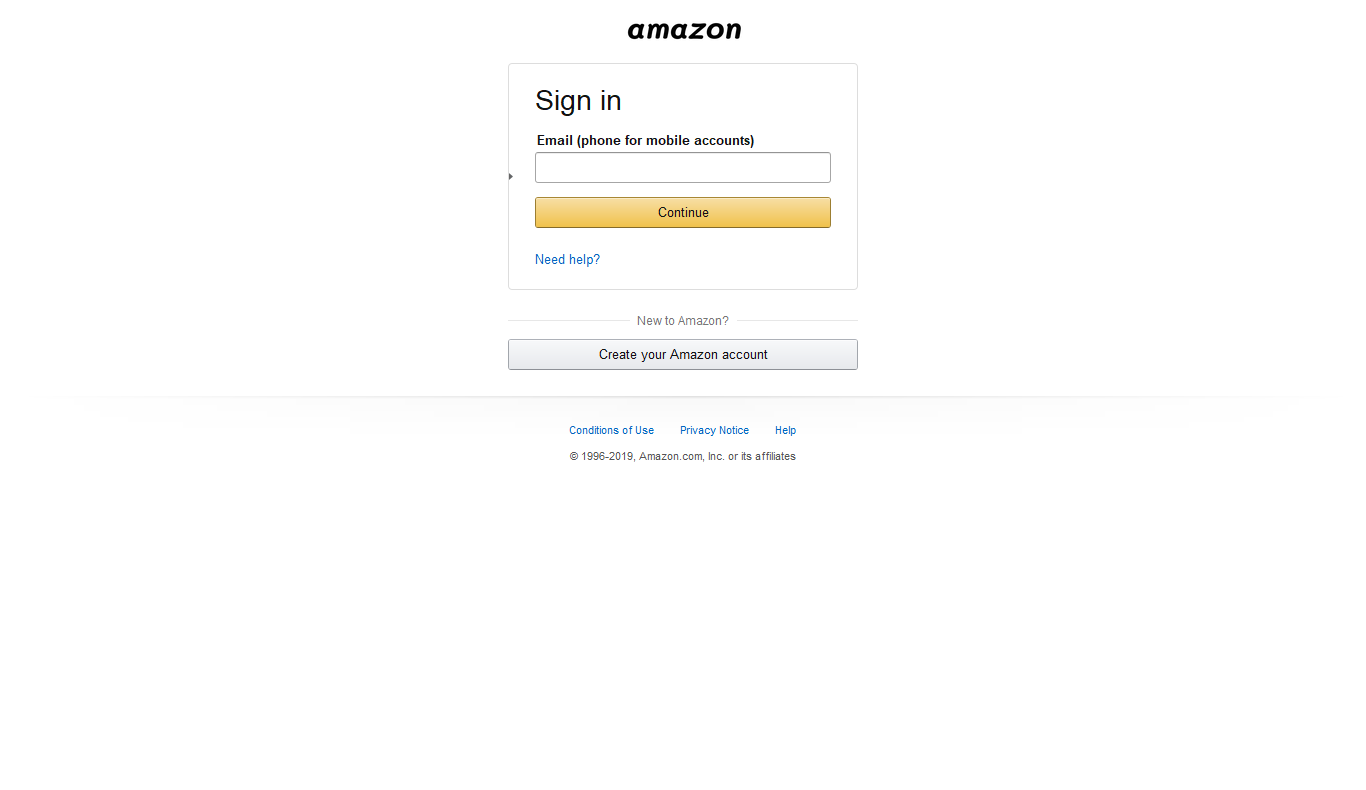 amazon
Sign in
Email (phone for mobile accounts)
Continue
Need help?
New to Amazon?
Create your Amazon account
Conditions of Use Privacy Notice Help
© 1996-2019, Amazon.com, Inc. or its affiliates